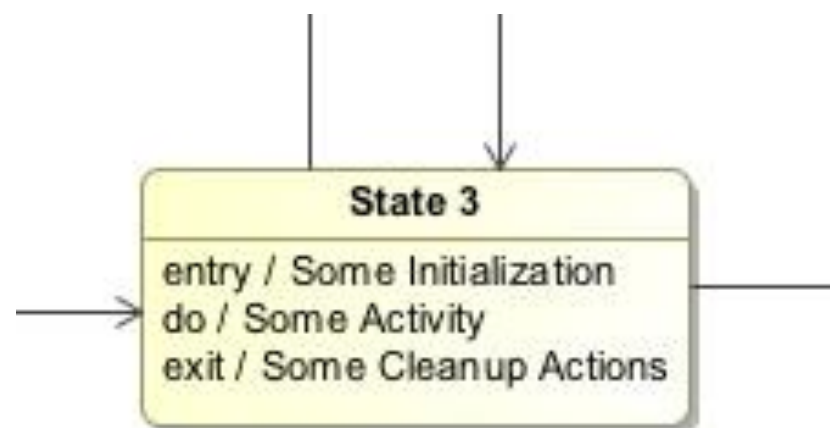 State 3
entry / Some Initialization
do / Some Activity
exit / Some Cleanup Actions